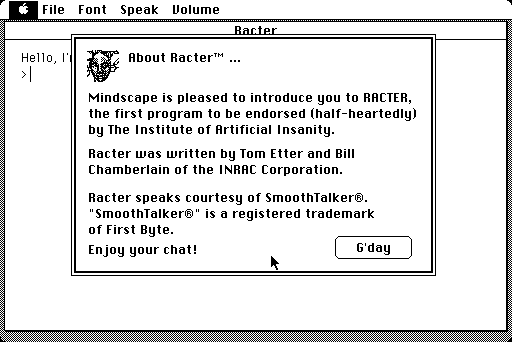 File Font Speak Volume
Racter
Hello, I'
>
About Racter™ ...
Mindscape is pleased to introduce you to RACTER,
the first program to be endorsed (half-heartedly)
by The Institute of Artificial Insanity.
Racter was written by Tom Etter and Bill
Chamberlain of the INRAC Corporation.
Racter speaks courtesy of SmoothTalker®.
"SmoothTalker®" is a registered trademark
of First Byte.
Enjoy your chat!
G'day